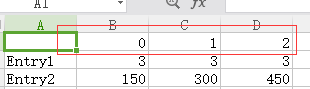 A1
fx
A B C D
0 1 2
Entry1 3 3 3
Entry2 150 300 450